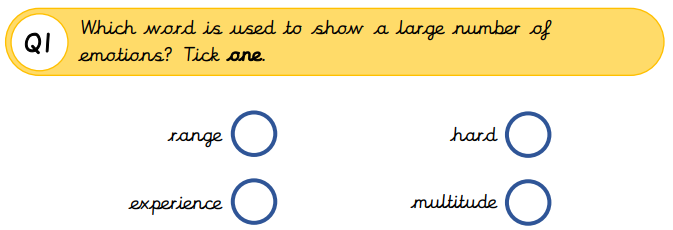 Q1
Which word is used to show a large number of
emotions? Tick one.
range
hard
experience
multitude